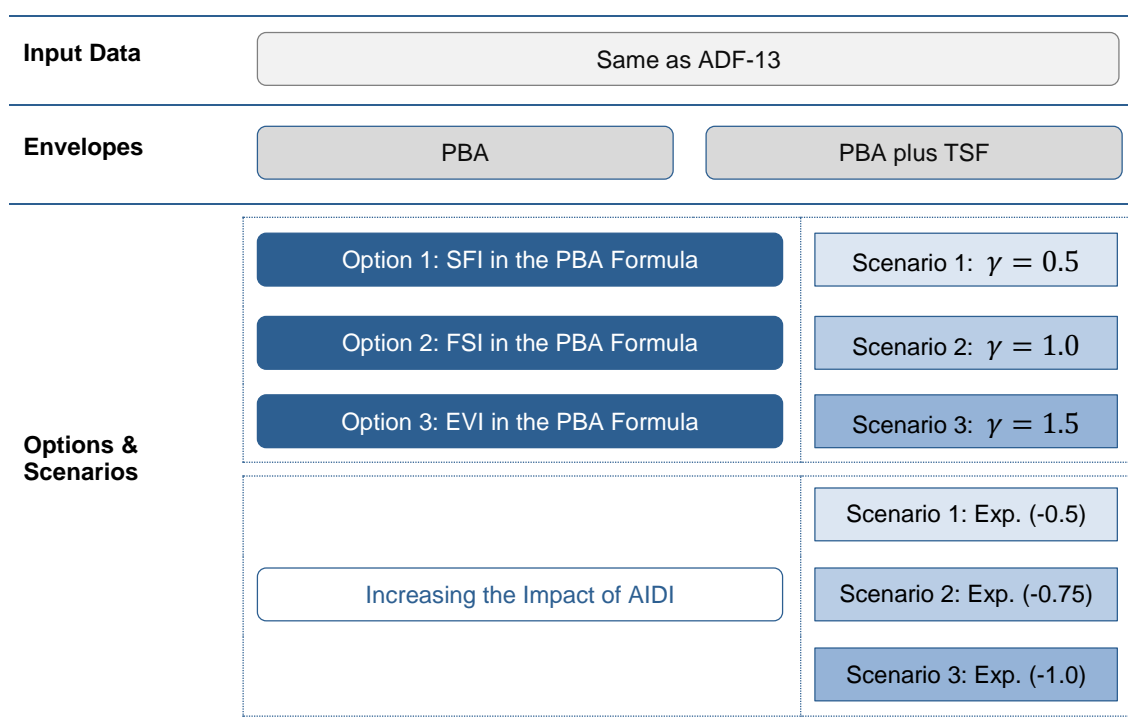 Input Data
Same as ADF-13
Envelopes
PBA
PBA plus TSF
Options &
Scenarios
Option 1: SFI in the PBA Formula
Scenario 1: γ = 0.5
Option 2: FSI in the PBA Formula
Scenario 2: γ = 1.0
Option 3: EVI in the PBA Formula
Scenario 3: γ = 1.5
Increasing the Impact of AIDI
Scenario 1: Exp. (-0.5)
Scenario 2: Exp. (-0.75)
Scenario 3: Exp. (-1.0)